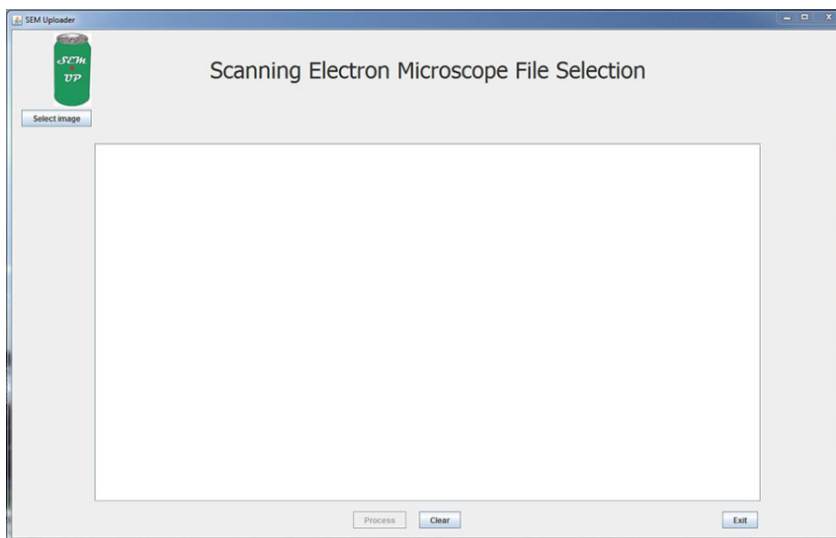 SEM Uploader
SEM
UP
Scanning Electron Microscope File Selection
Select image
Process
Clear
Exit